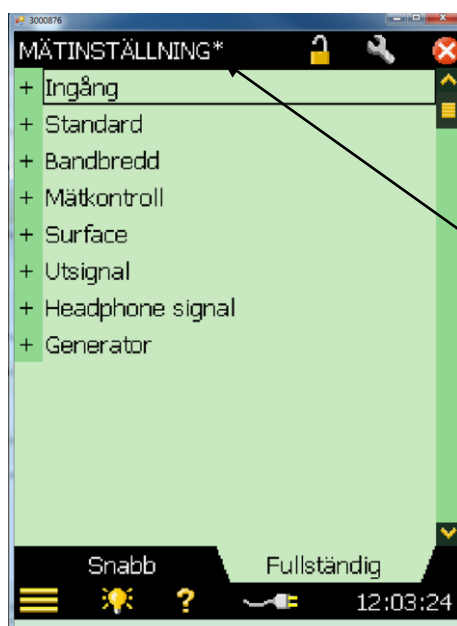 3000876
MÄTINSTÄLLNING*
+ Ingång
+ Standard
+ Bandbredd
+ Mätkontroll
+ Surface
+ Utsignal
+ Headphone signal
+ Generator
Snabb Fullständig
? 12:03:24